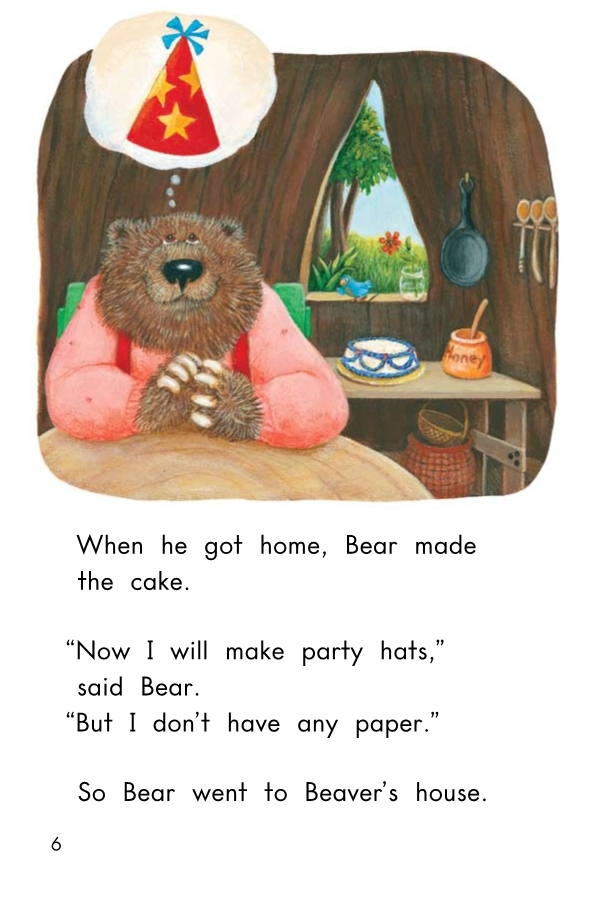 Honey
When he got home, Bear made
the cake.
“Now I will make party hats,”
said Bear.
“But I don’t have any paper.”
So Bear went to Beaver’s house.
6